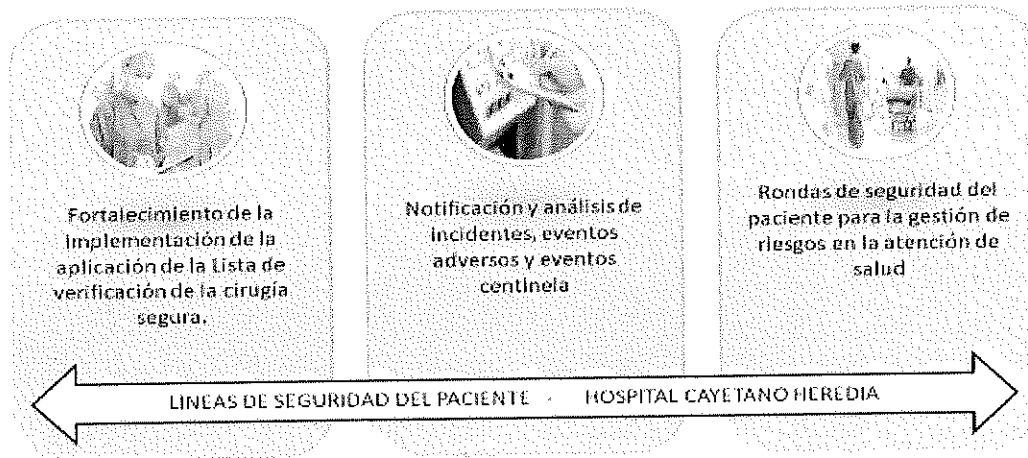 Fortalecimiento de la
implementación de la
aplicación de la Lista de
verificación de la cirugía
segura.
Notificación y análisis de
incidentes, eventos
adversos y eventos
centinela
Rondas de seguridad del
paciente para la gestión de
riesgos en la atención de
salud
LINEAS DE SEGURIDAD DEL PACIENTE - HOSPITAL CAYETANO HEREDIA